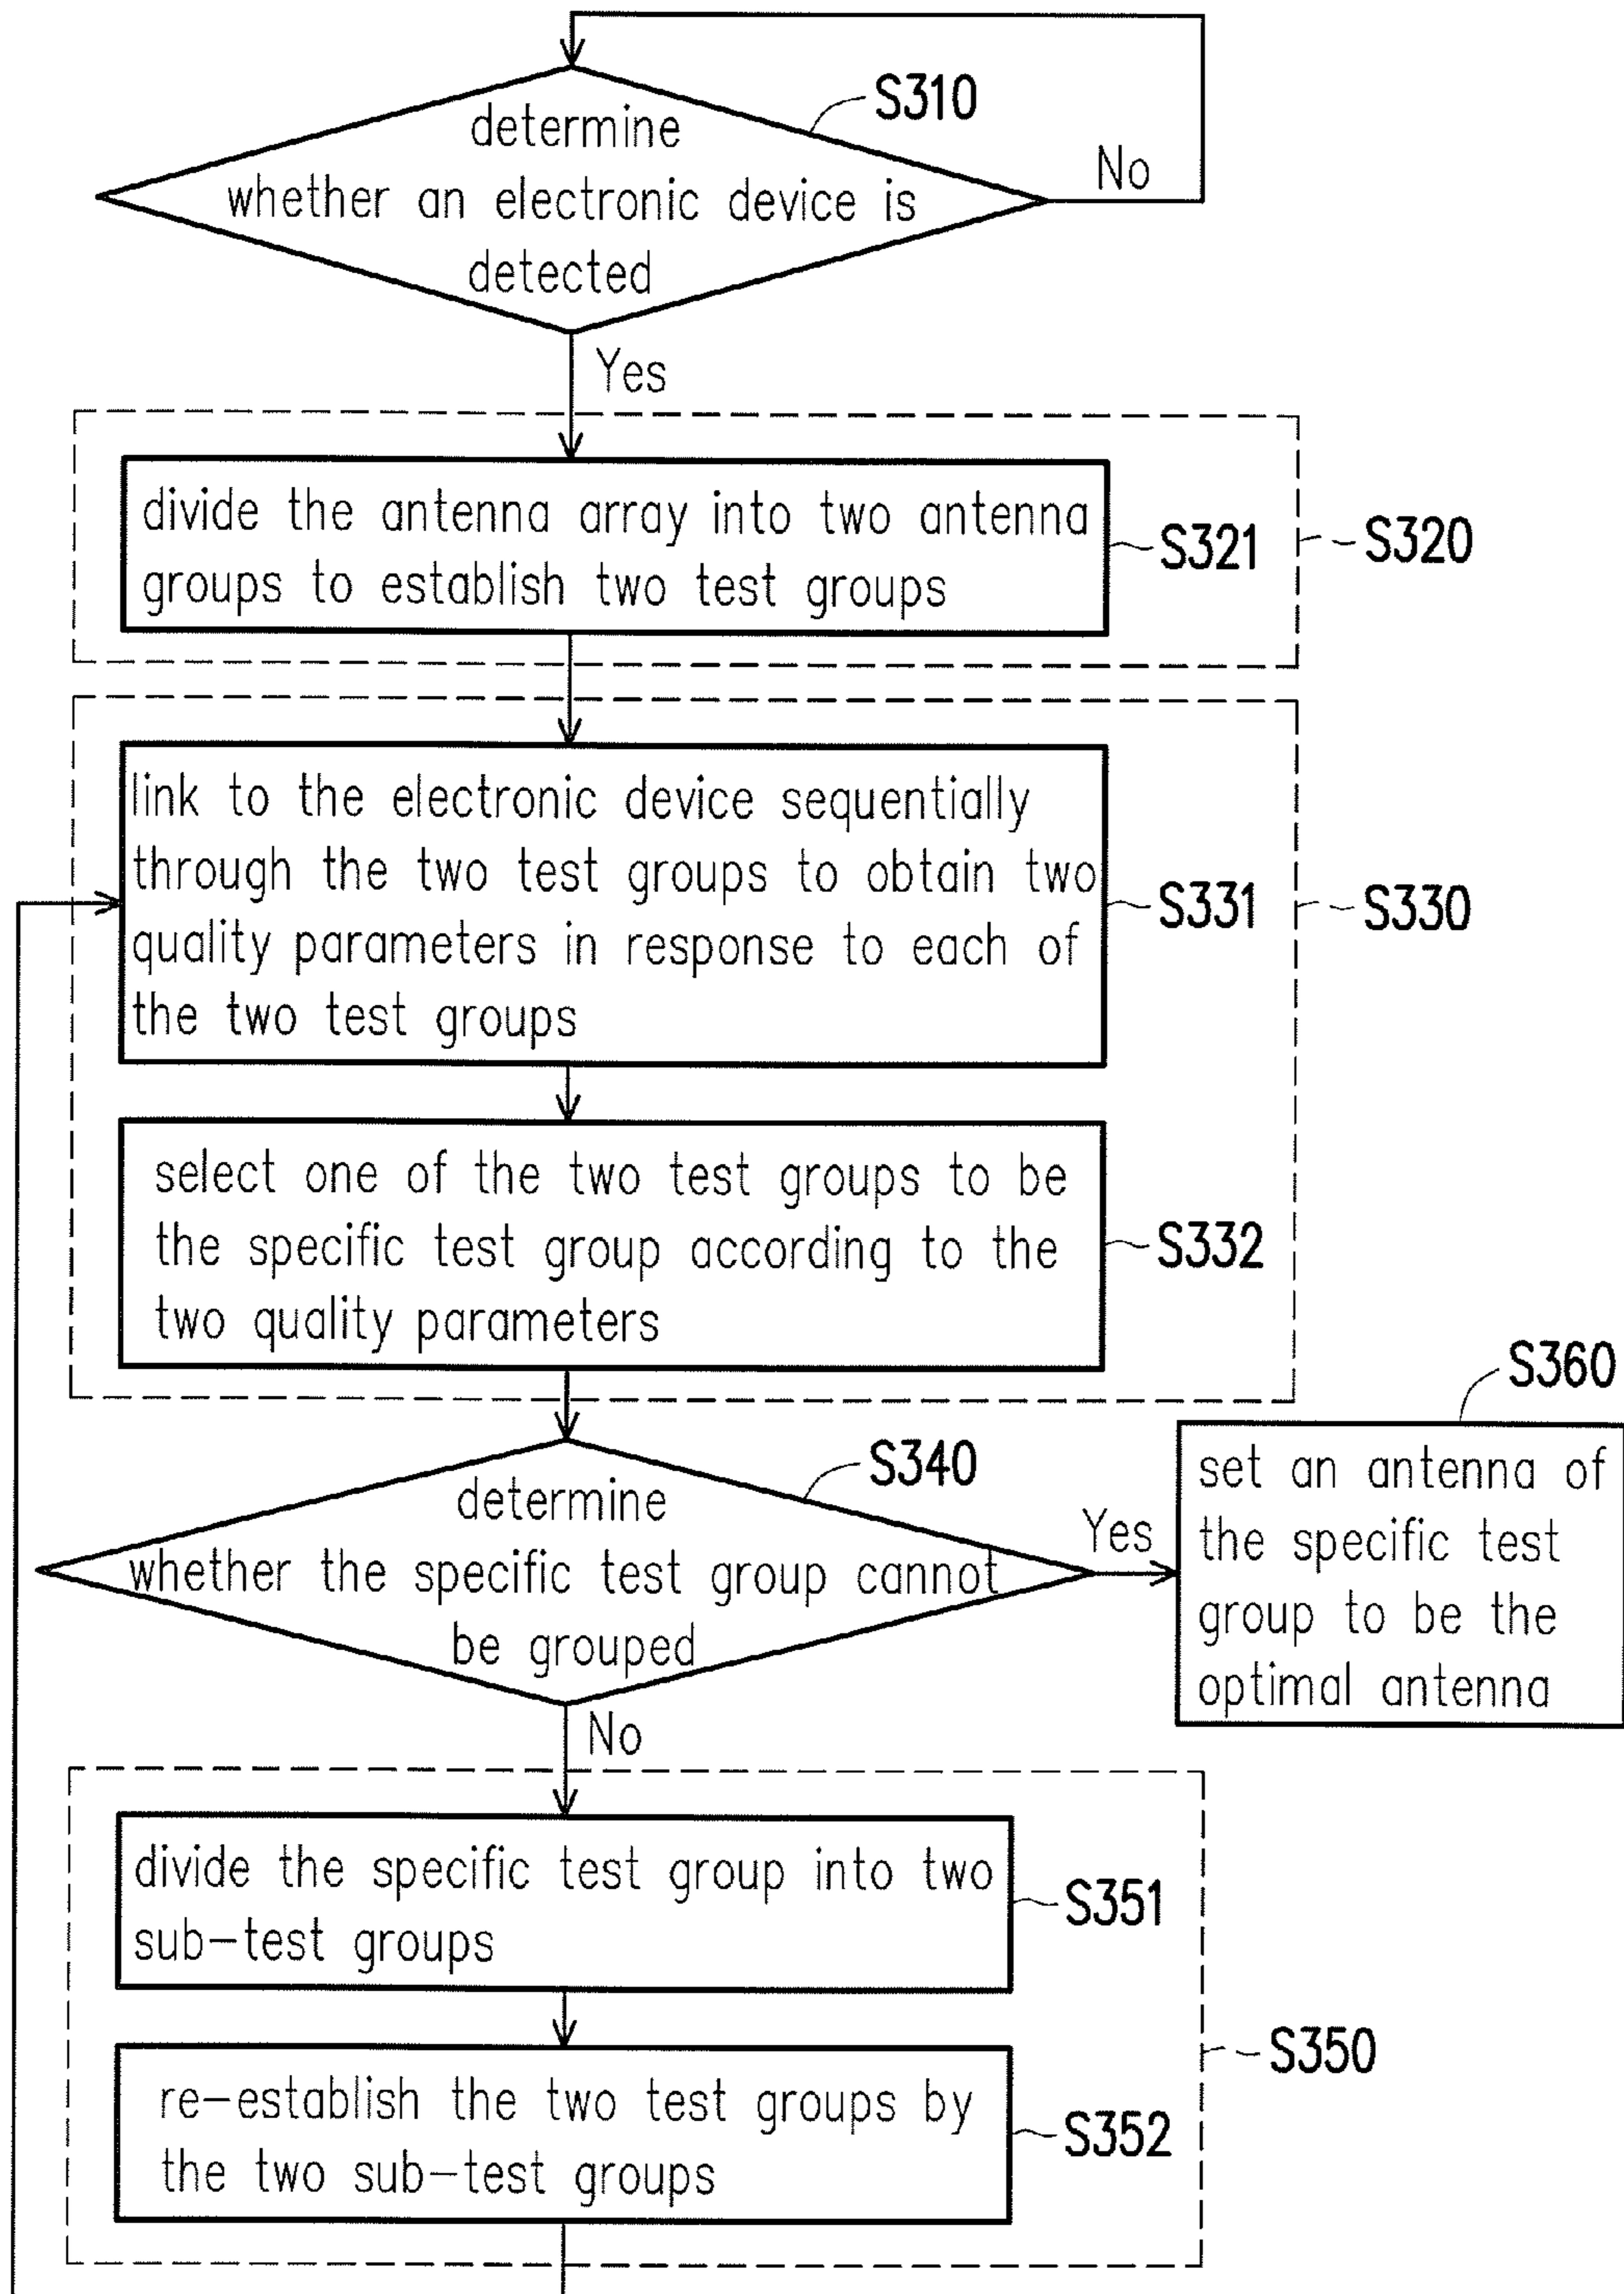 determine
whether an electronic device is
detected
S310
No
Yes
divide the antenna array into two antenna
groups to establish two test groups
S321
S320
link to the electronic device sequentially
through the two test groups to obtain two
quality parameters in response to each of
the two test groups
S331
S330
select one of the two test groups to be
the specific test group according to the
two quality parameters
S332
determine
whether the specific test group cannot
be grouped
S340
Yes
S360
set an antenna of
the specific test
group to be the
optimal antenna
No
divide the specific test group into two
sub-test groups
S351
S350
re-establish the two test groups by
the two sub-test groups
S352